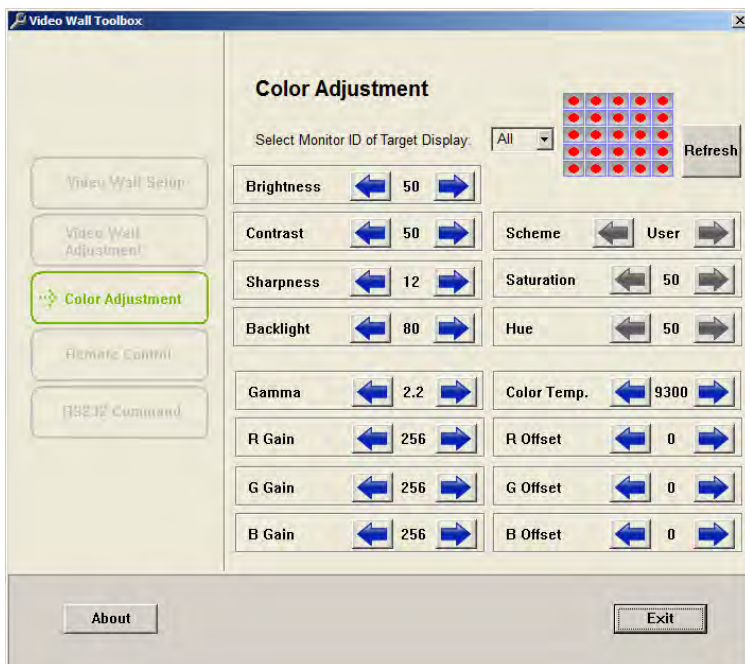 Video Wall Toolbox
Color Adjustment
Select Monitor ID of Target Display: All
Refresh
Video Wall Setup
Video Wall
Adjustment
Color Adjustment
Remote Control
RS232 Command
Brightness 50
Contrast 50
Scheme User
Sharpness 12
Saturation 50
Backlight 80
Hue 50
Gamma 2.2
Color Temp. 9300
R Gain 256
R Offset 0
G Gain 256
G Offset 0
B Gain 256
B Offset 0
About
Exit